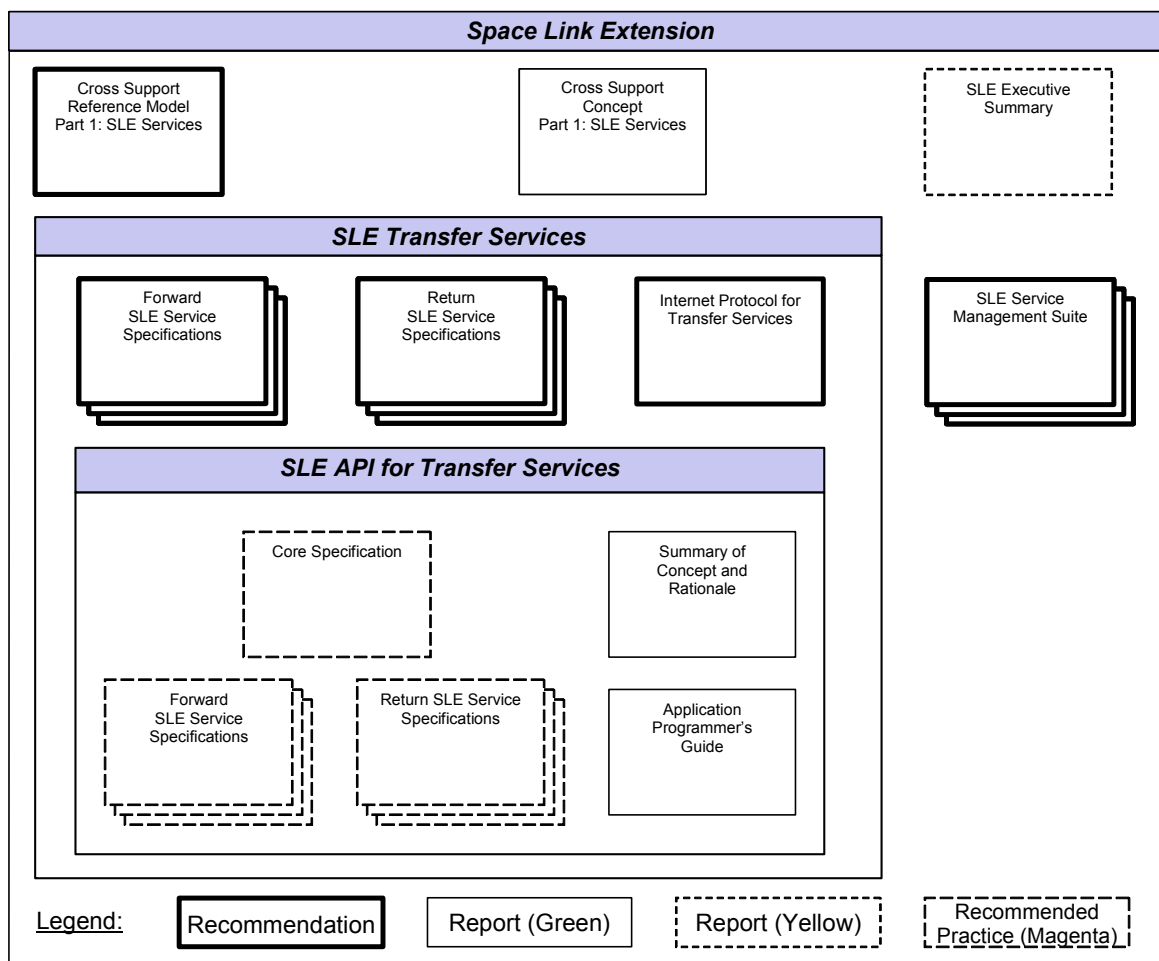 Space Link Extension
Cross Support
Reference Model
Part 1: SLE Services
Cross Support
Concept
Part 1: SLE Services
SLE Executive
Summary
SLE Transfer Services
Forward
SLE Service
Specifications
Return
SLE Service
Specifications
Internet Protocol for
Transfer Services
SLE Service
Management Suite
SLE API for Transfer Services
Core Specification
Summary of
Concept and
Rationale
Forward
SLE Service
Specifications
Return SLE Service
Specifications
Application
Programmer's
Guide
Legend:
Recommendation
Report (Green)
Report (Yellow)
Recommended
Practice (Magenta)